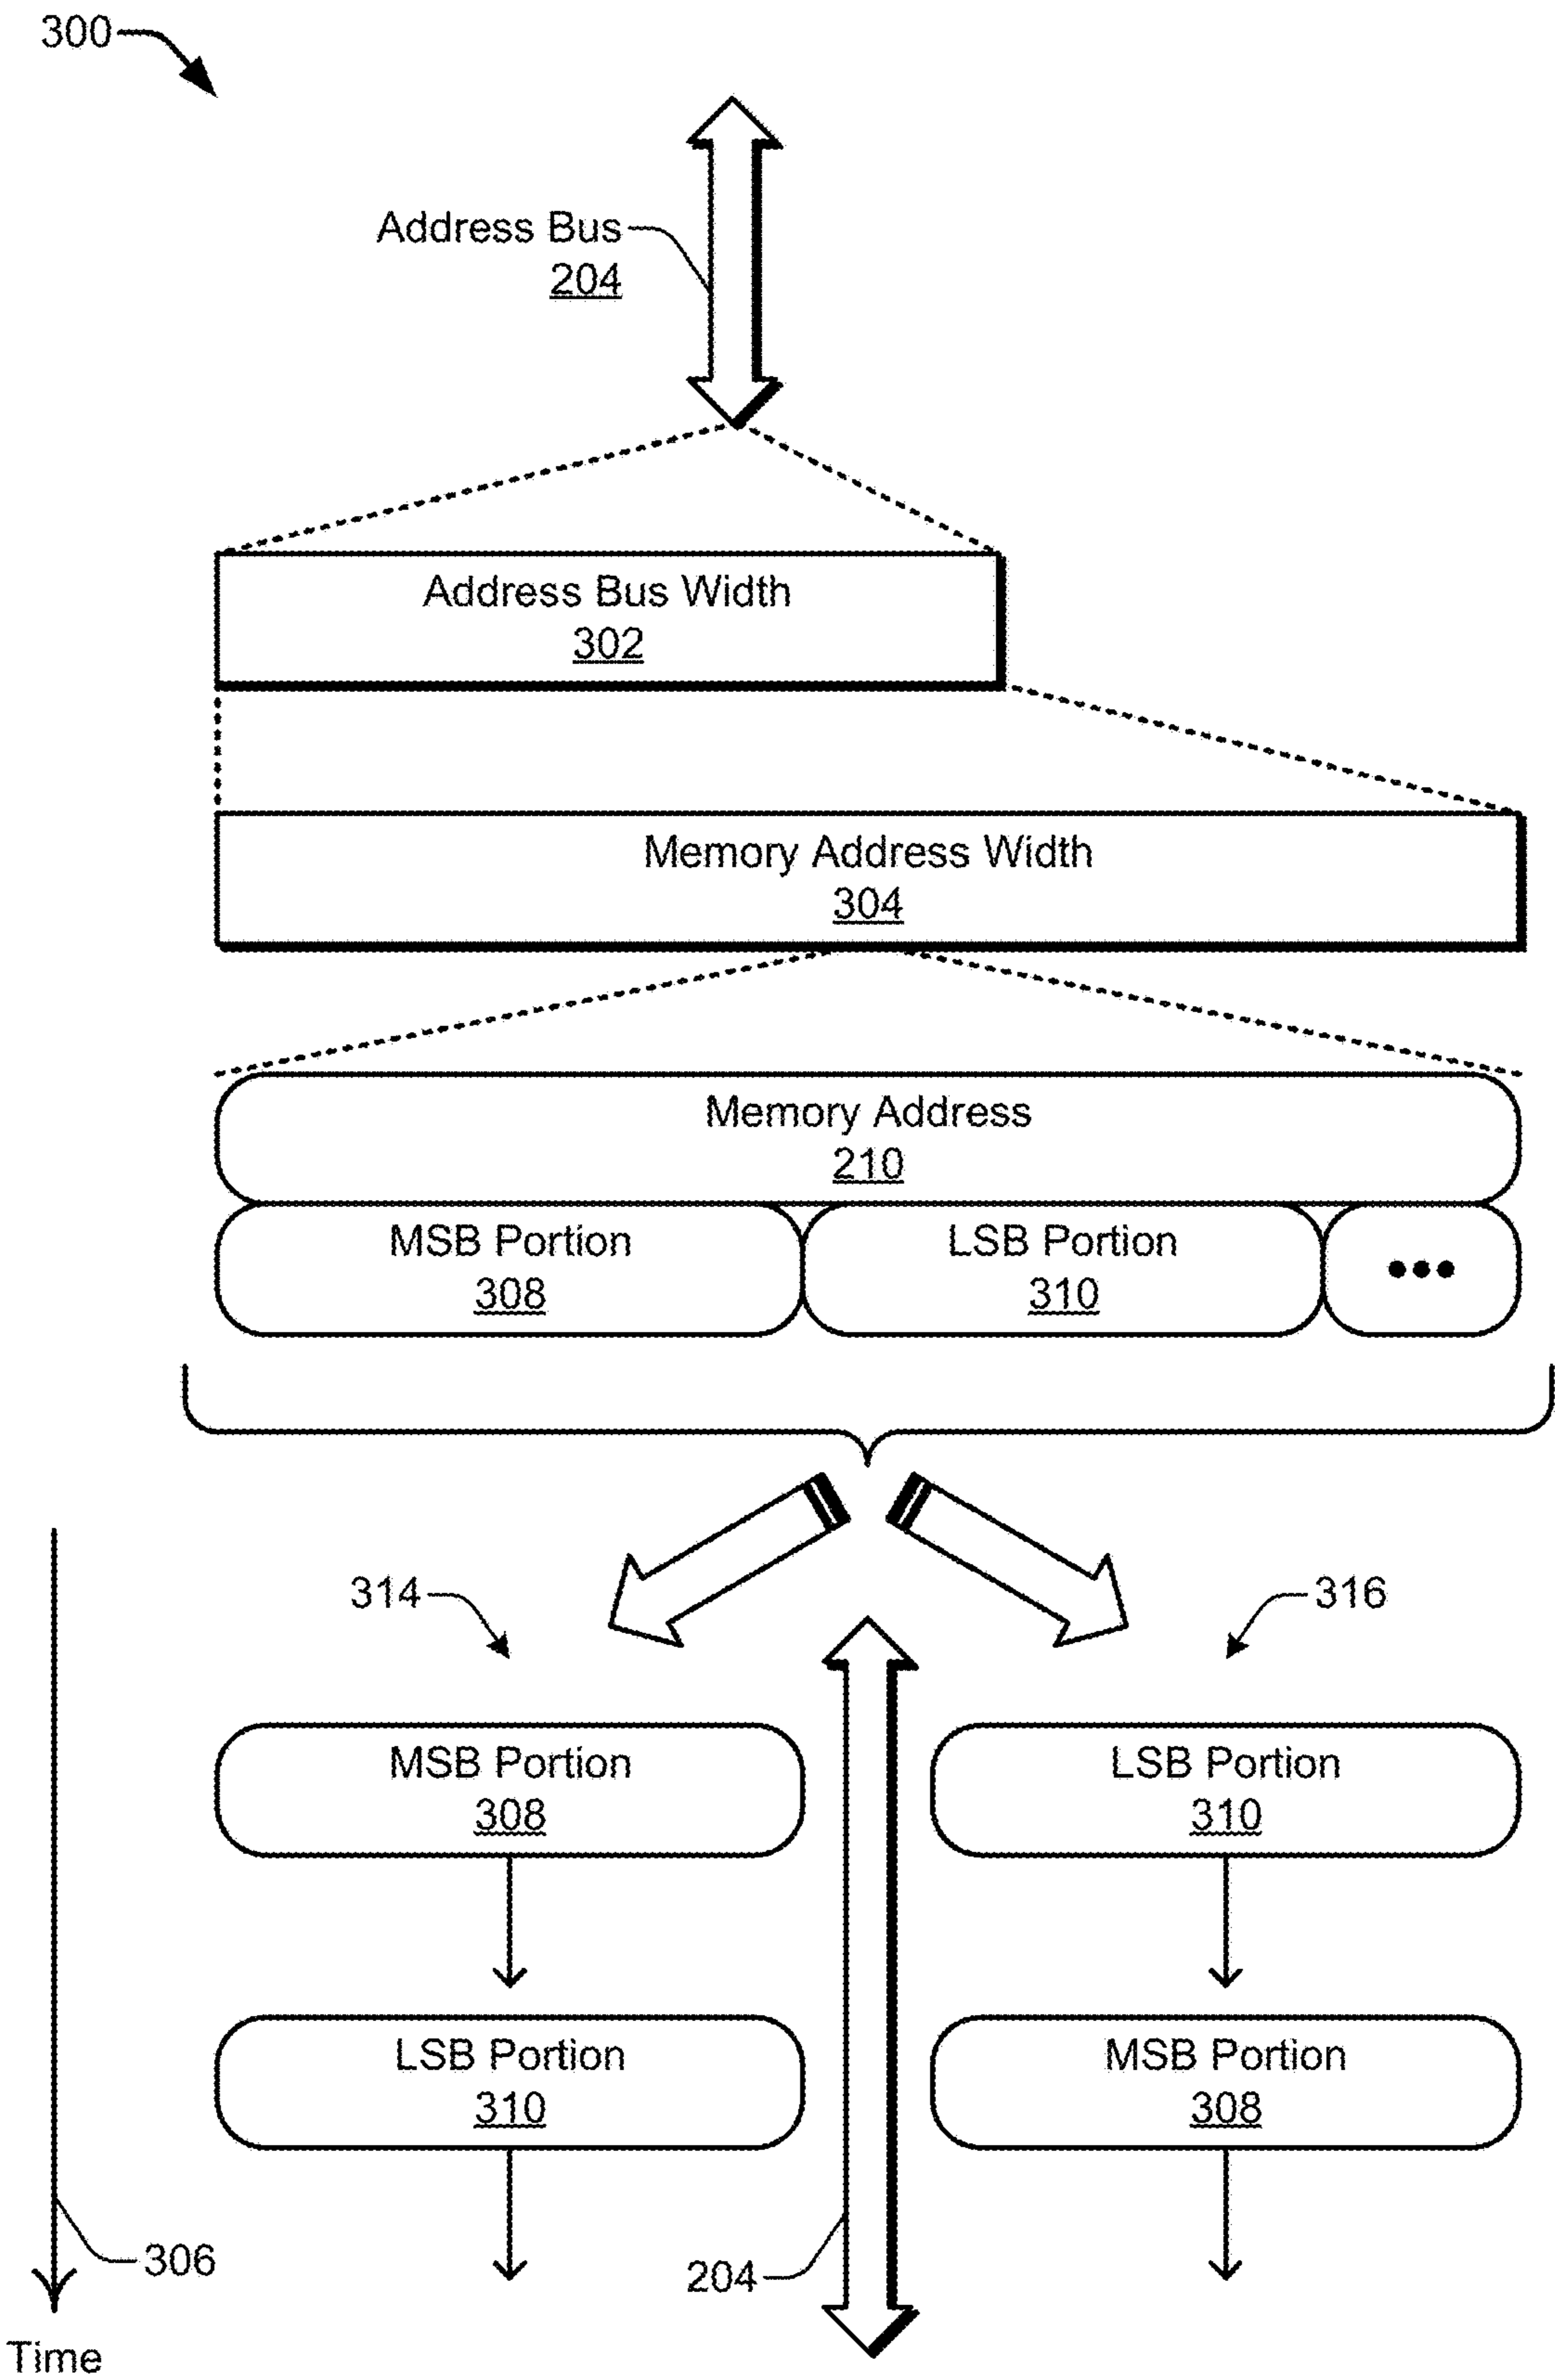 300
Address Bus
204
Address Bus Width
302
Memory Address Width
304
Memory Address
210
MSB Portion
308
LSB Portion
310
•••
314
316
MSB Portion
308
LSB Portion
310
LSB Portion
310
MSB Portion
308
306
204
Time